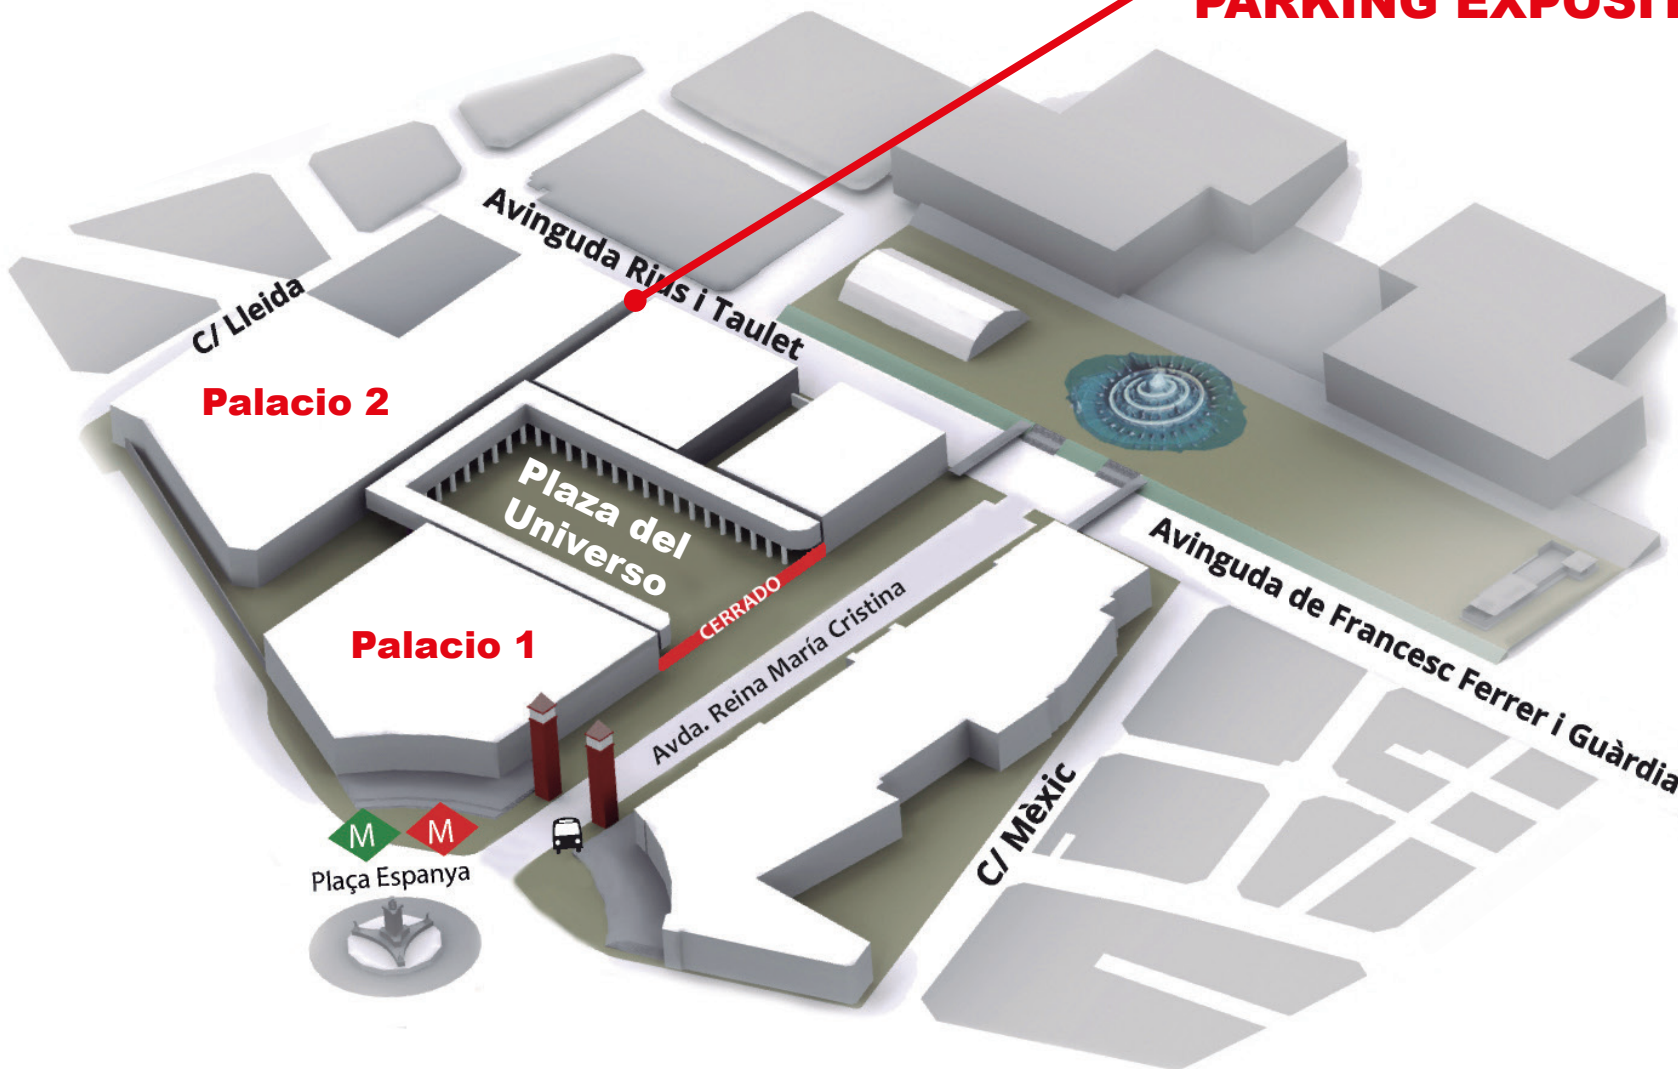 PARKING
Avinguda Rius i Taulet
C/ Lleida
Palacio 2
Plaza del
Universo
CERRADO
Palacio 1
Avda. Reina María Cristina
Avinguda de Francesc Ferrer i Guàrdia
C/ Mèxic
M
M
Plaça Espanya